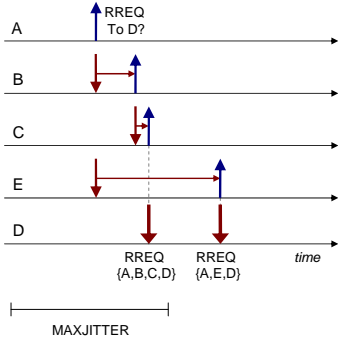 A
RREQ
To D?
B
C
E
D
RREQ
{A,B,C,D}
RREQ
{A,E,D}
time
MAXJITTER